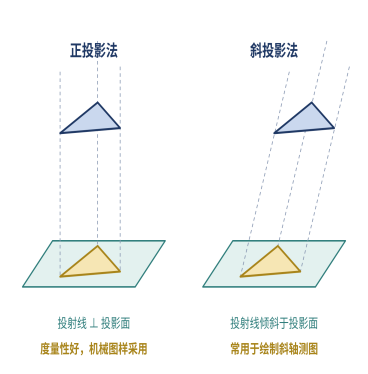 正投影法
斜投影法
投射线 ⊥ 投影面
投射线倾斜于投影面
度量性好，机械图样采用
常用于绘制斜轴测图